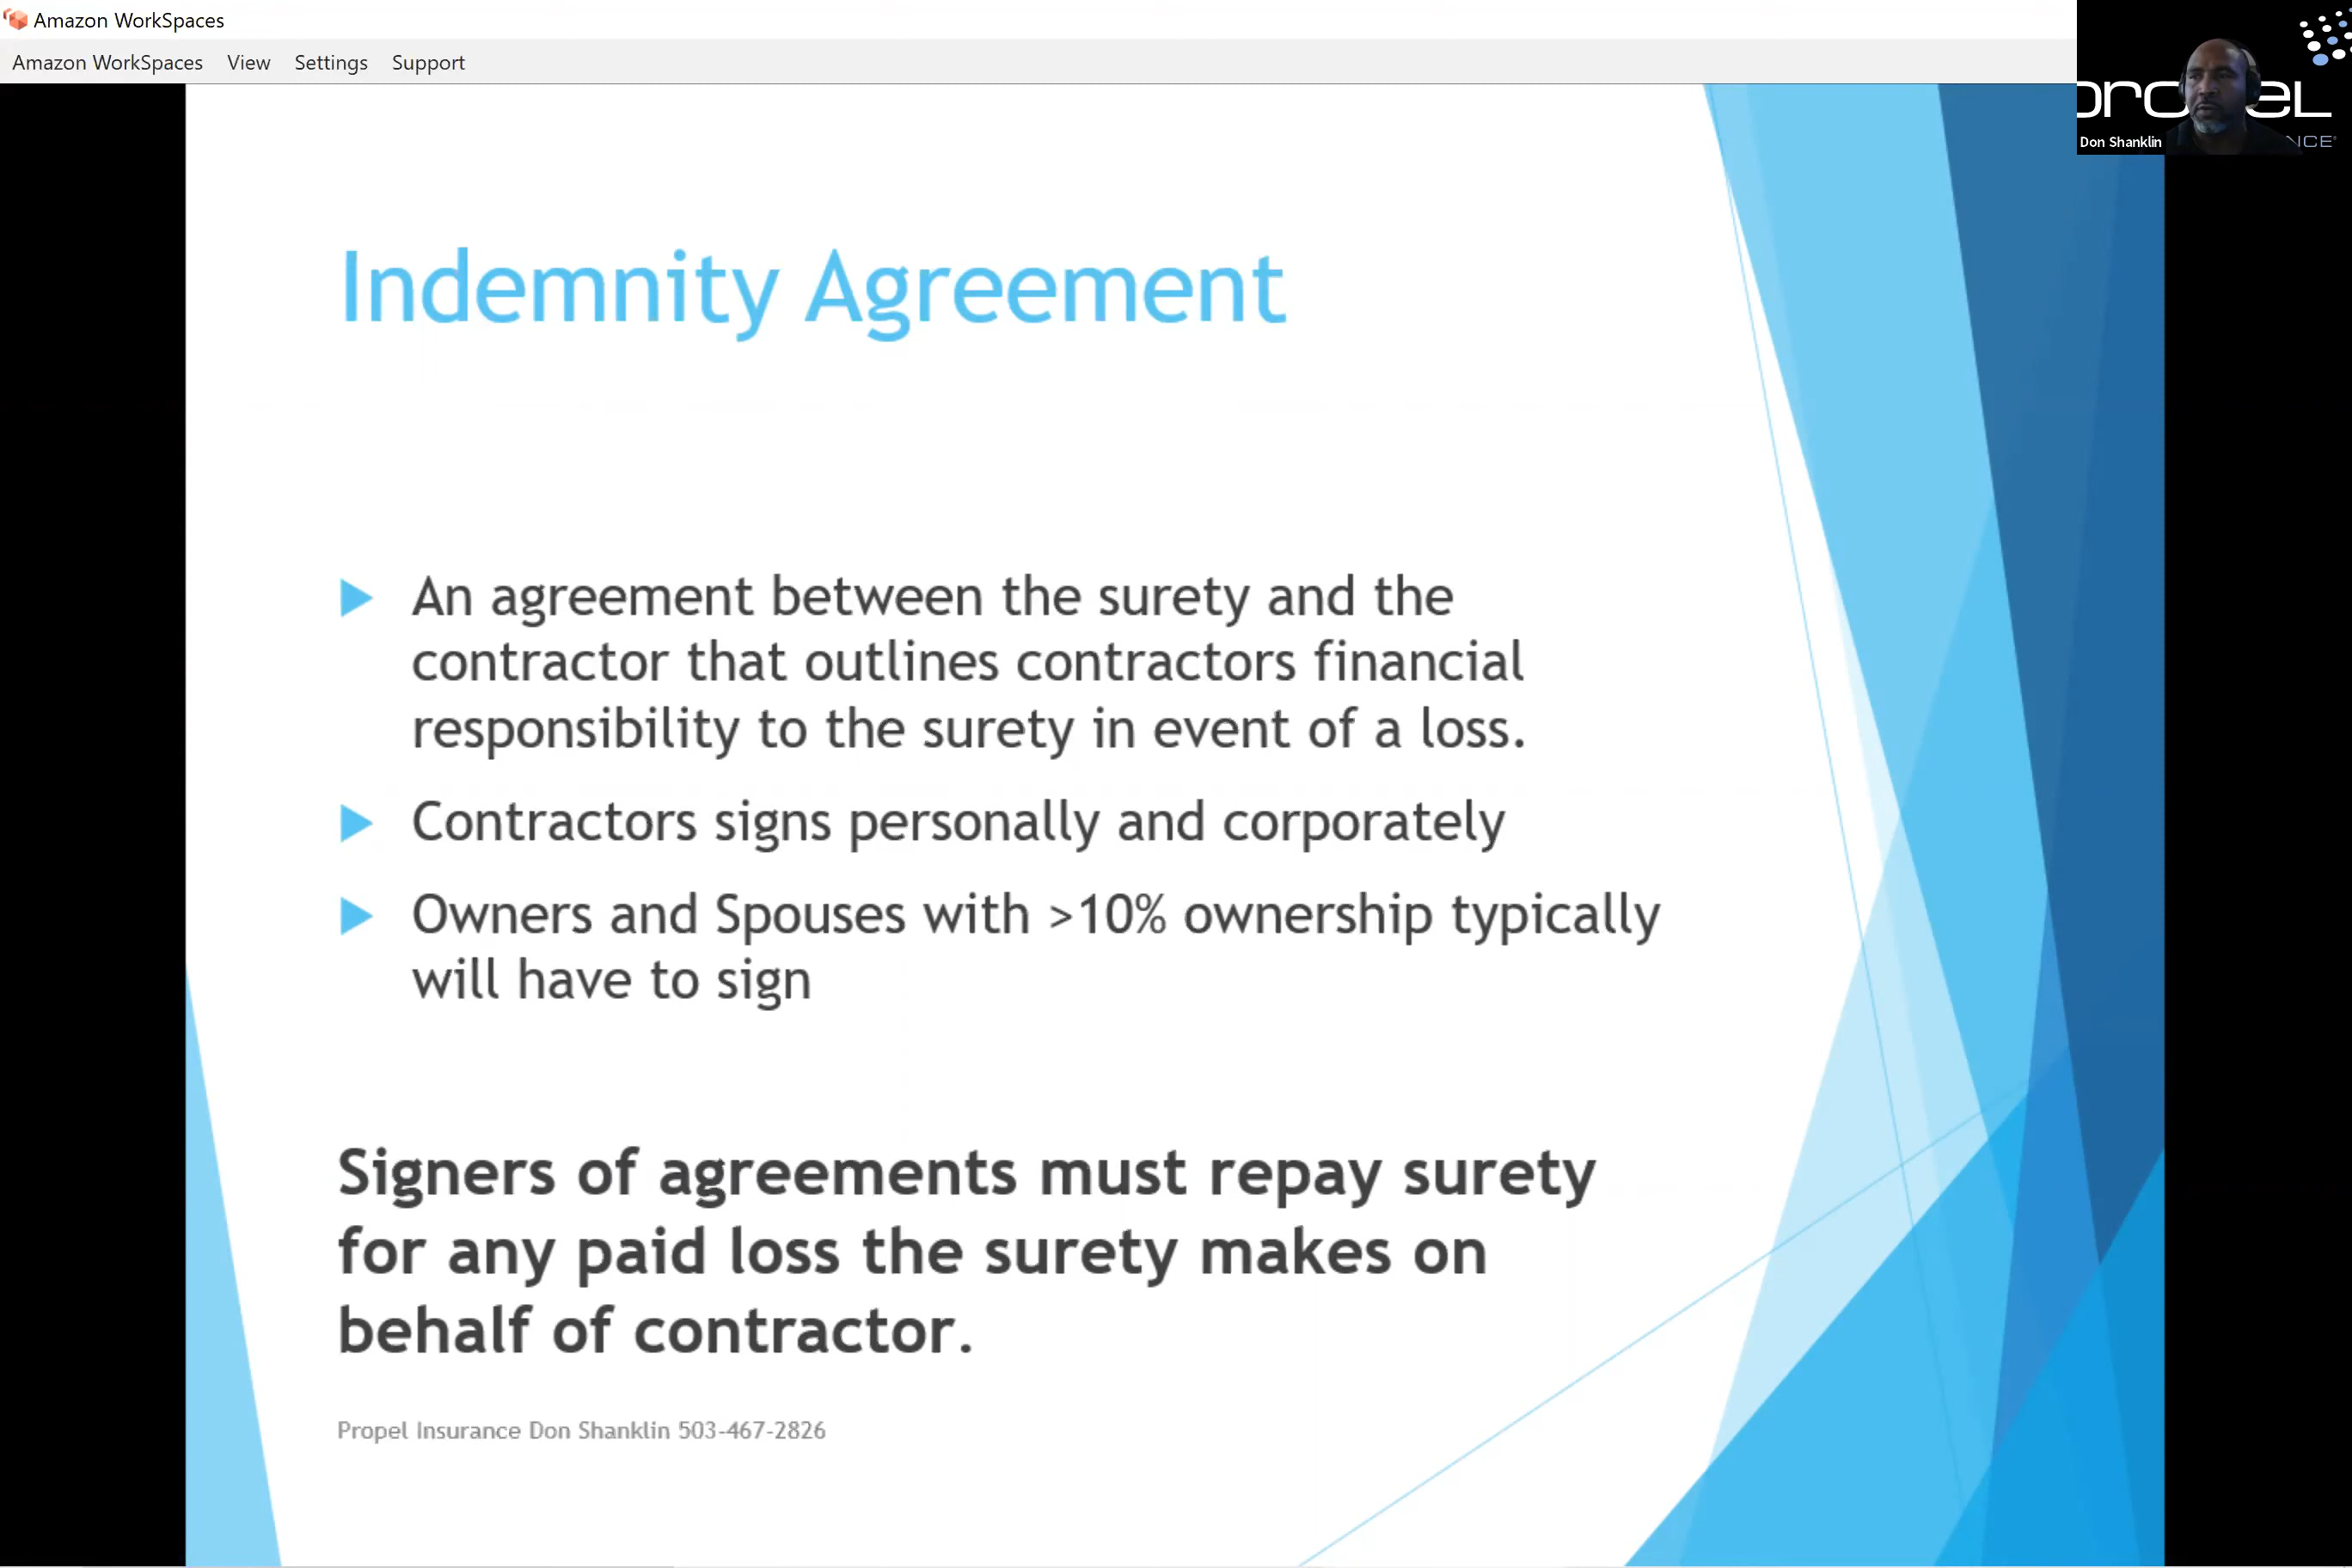 Amazon WorkSpaces
Amazon WorkSpaces View Settings Support
Don Shanklin
Indemnity Agreement
An agreement between the surety and the
contractor that outlines contractors financial
responsibility to the surety in event of a loss.
Contractors signs personally and corporately
Owners and Spouses with >10% ownership typically
will have to sign
Signers of agreements must repay surety
for any paid loss the surety makes on
behalf of contractor.
Propel Insurance Don Shanklin 503-467-2826